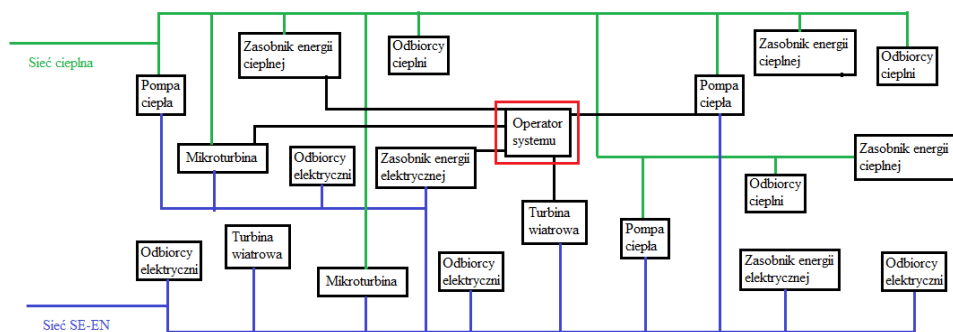 Sieć cieplna
Pompa
ciepła
Zasobnik energii
cieplnej
Odbiorcy
cieplni
Pompa
ciepła
Zasobnik energii
cieplnej
Odbiorcy
cieplni
Operator
systemu
Mikroturbina
Odbiorcy
elektryczni
Zasobnik energii
elektrycznej
Zasobnik energii
cieplnej
Odbiorcy
cieplni
Turbina
wiatrowa
Pompa
ciepła
Odbiorcy
elektryczni
Turbina
wiatrowa
Mikroturbina
Odbiorcy
elektryczni
Zasobnik energii
elektrycznej
Odbiorcy
elektryczni
Sieć SE-EN